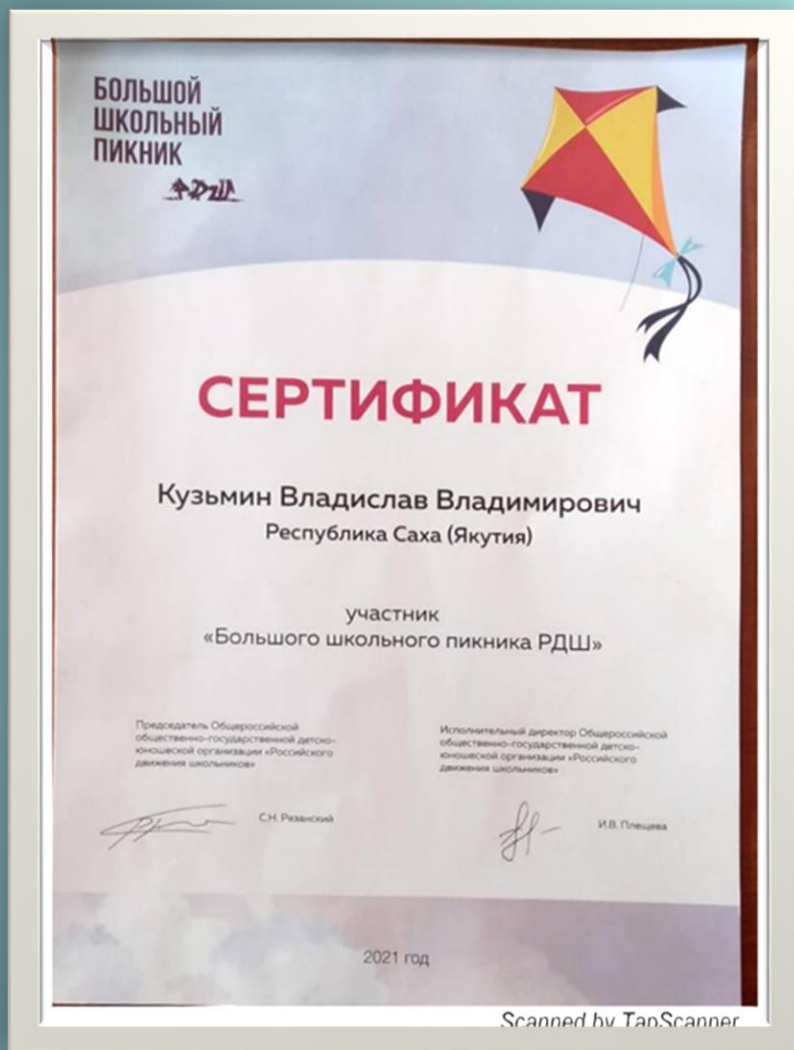 БОЛЬШОЙ
ШКОЛЬНЫЙ
ПИКНИК
РДШ
СЕРТИФИКАТ
Кузьмин Владислав Владимирович
Республика Саха (Якутия)
участник
«Большого школьного пикника РДШ»
Председатель Общероссийской
общественно-государственной детско-
юношеской организации «Российского
движения школьников»
С.Н. Рязанский
Исполнительный директор Общероссийской
общественно-государственной детско-
юношеской организации «Российского
движения школьников»
И.В. Плещева
2021 год
Scanned by TapScanner